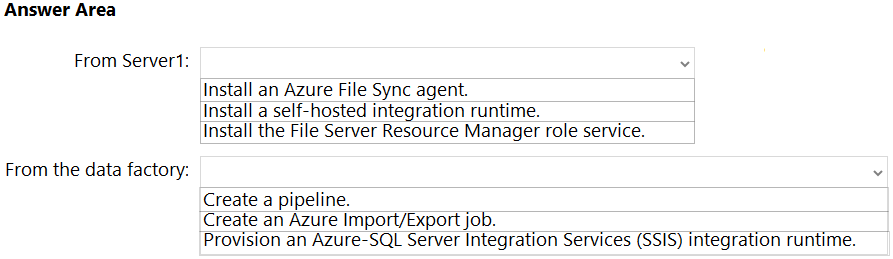 Answer Area
From Server1:
Install an Azure File Sync agent.
Install a self-hosted integration runtime.
Install the File Server Resource Manager role service.
From the data factory:
Create a pipeline.
Create an Azure Import/Export job.
Provision an Azure-SQL Server Integration Services (SSIS) integration runtime.